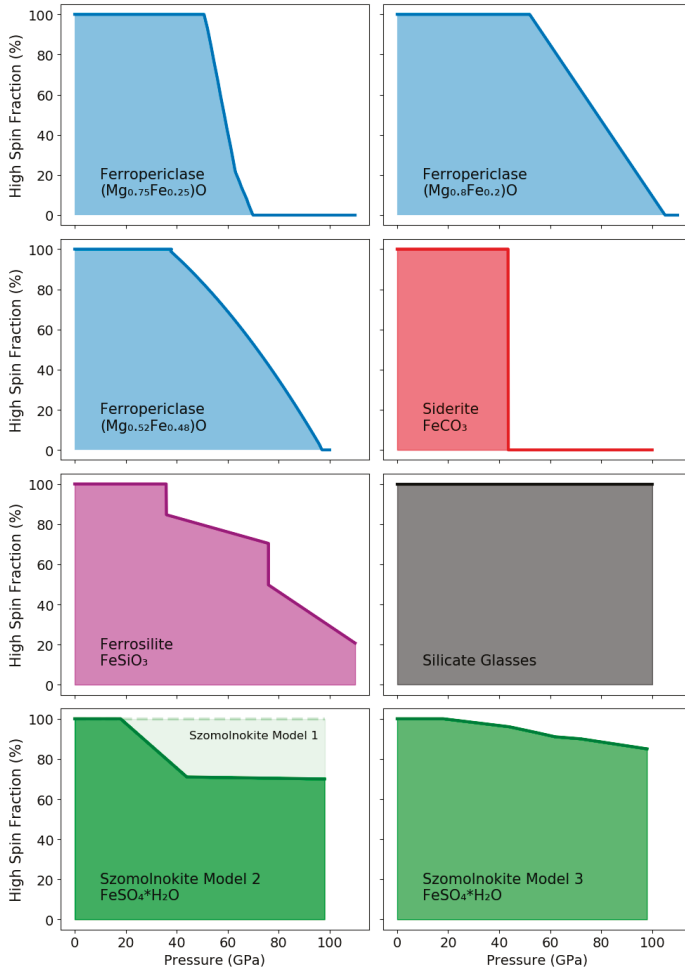 High Spin Fraction (%)
100
80
60
40
20
0
Ferropericlase
(Mg₀.₇₅Fe₀.₂₅)O
Ferropericlase
(Mg₀.₈Fe₀.₂)O
High Spin Fraction (%)
100
80
60
40
20
0
Ferropericlase
(Mg₀.₅₂Fe₀.₄₈)O
Siderite
FeCO₃
High Spin Fraction (%)
100
80
60
40
20
0
Ferrosilite
FeSiO₃
Silicate Glasses
High Spin Fraction (%)
100
80
60
40
20
0
Szomolnokite Model 1
Szomolnokite Model 2
FeSO₄*H₂O
Szomolnokite Model 3
FeSO₄*H₂O
0 20 40 60 80 100
Pressure (GPa)
0 20 40 60 80 100
Pressure (GPa)